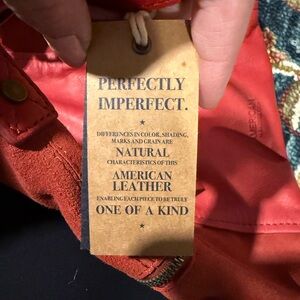 PERFECTLY
IMPERFECT.
★
DIFFERENCES IN COLOR, SHADING,
MARKS AND GRAIN ARE
NATURAL
CHARACTERISTICS OF THIS
AMERICAN
LEATHER
ENABLING EACH PIECE TO BE TRULY
ONE OF A KIND
★
AMERICAN